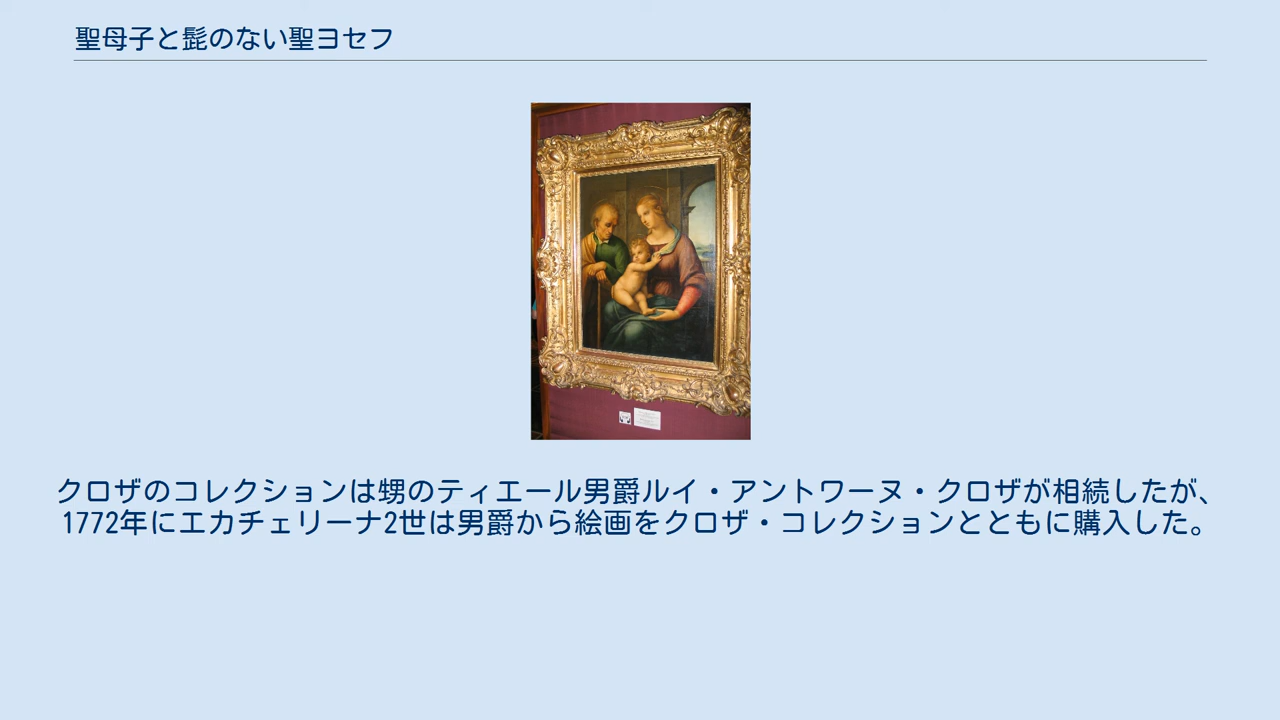 聖母子と髭のない聖ヨセフ
クロザのコレクションは甥のティエール男爵ルイ・アントワーヌ・クロザが相続したが、
1772年にエカチェリーナ2世は男爵から絵画をクロザ・コレクションとともに購入した。